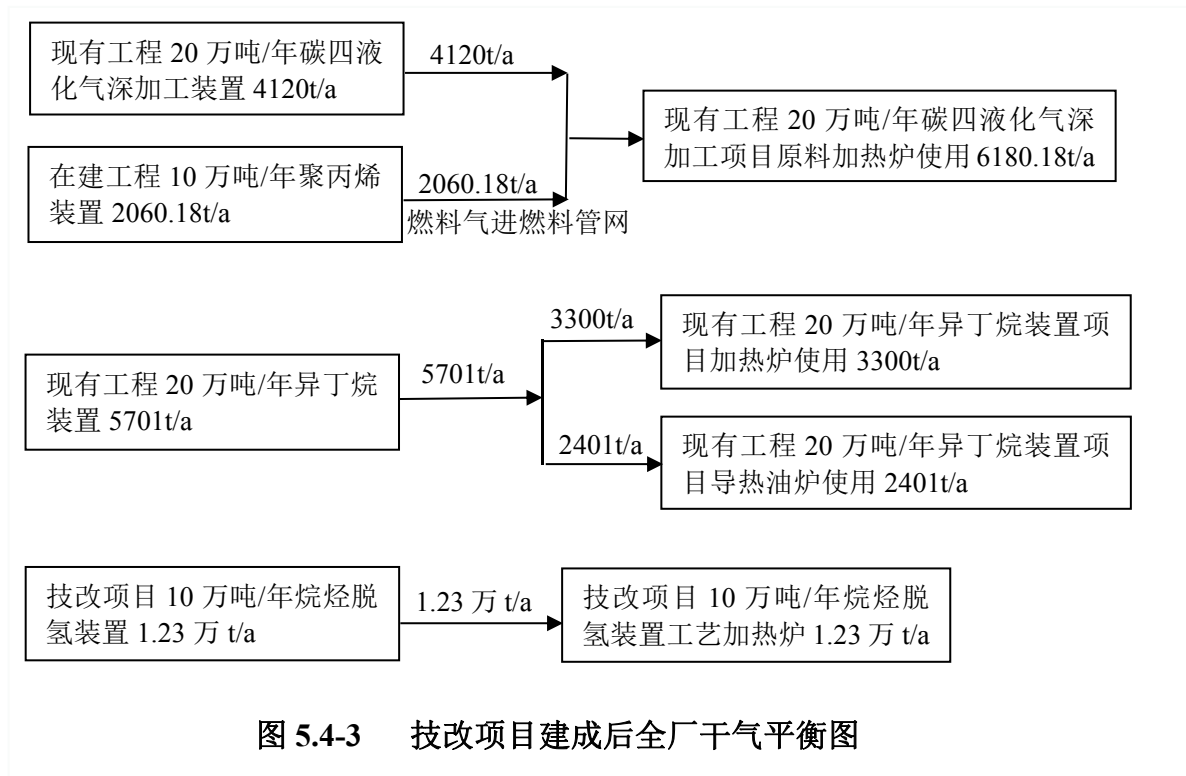 现有工程 20 万吨/年碳四液
化气深加工装置 4120t/a
4120t/a
在建工程 10 万吨/年聚丙烯
装置 2060.18t/a
2060.18t/a
燃料气进燃料管网
现有工程 20 万吨/年碳四液化气深
加工项目原料加热炉使用 6180.18t/a
现有工程 20 万吨/年异丁烷
装置 5701t/a
5701t/a
3300t/a
现有工程 20 万吨/年异丁烷装置项
目加热炉使用 3300t/a
2401t/a
现有工程 20 万吨/年异丁烷装置项
目导热油炉使用 2401t/a
技改项目 10 万吨/年烷烃脱
氢装置 1.23 万 t/a
1.23 万 t/a
技改项目 10 万吨/年烷烃脱
氢装置工艺加热炉 1.23 万 t/a
图 5.4-3 技改项目建成后全厂干气平衡图